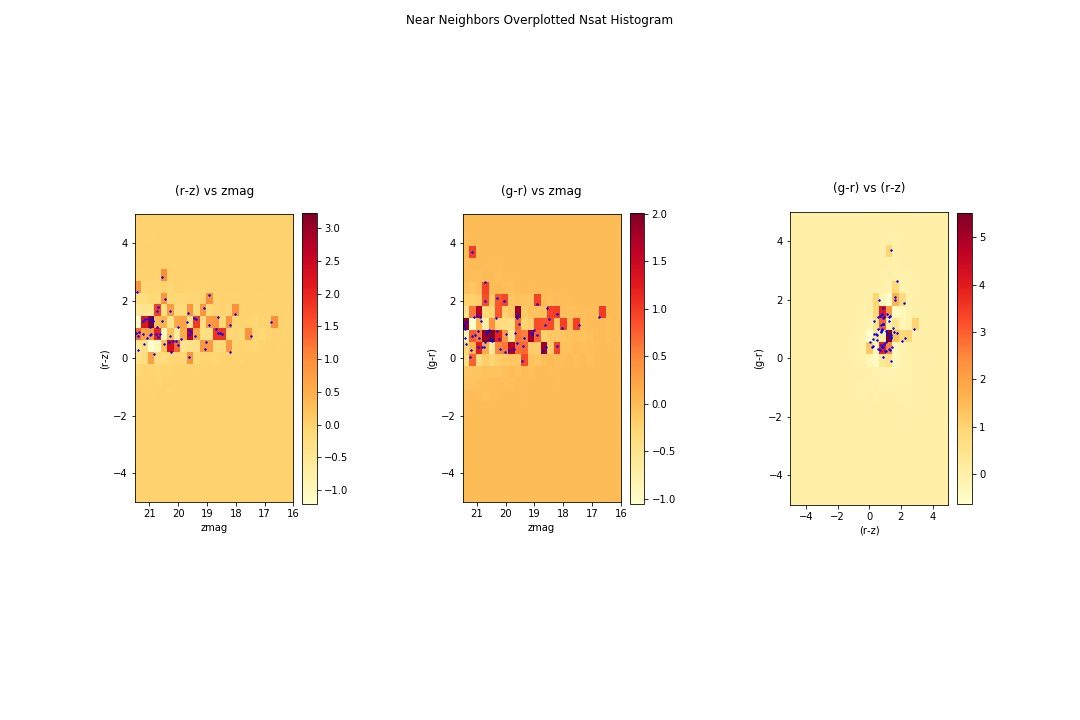 Near Neighbors Overplotted Nsat Histogram
(r-z) vs zmag
(g-r) vs zmag
(g-r) vs (r-z)
4
2
0
−2
−4
(r-z)
21 20 19 18 17 16
zmag
3.0
2.5
2.0
1.5
1.0
0.5
0.0
−0.5
−1.0
4
2
0
−2
−4
(g-r)
21 20 19 18 17 16
zmag
2.0
1.5
1.0
0.5
0.0
−0.5
−1.0
4
2
0
−2
−4
(g-r)
−4 −2 0 2 4
(r-z)
5
4
3
2
1
0